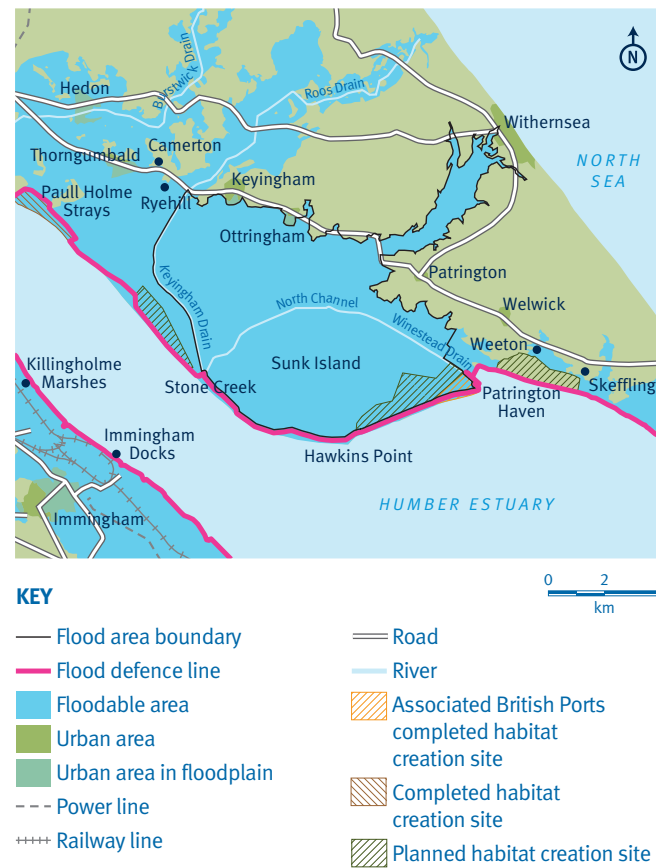 N
Hedon
Burstwick Drain
Roos Drain
Withernsea
NORTH
SEA
Camerton
Thorngumbald
Keyingham
Paull Holme
Strays
Ryehill
Ottringham
Patrington
Keyingham Drain
North Channel
Welwick
Winestead Drain
Weeton
Killingholme
Marshes
Sunk Island
Stone Creek
Skeffling
Patrington
Haven
Immingham
Docks
Hawkins Point
Immingham
HUMBER ESTUARY
KEY
0 2
km
Flood area boundary
Flood defence line
Floodable area
Urban area
Urban area in floodplain
Power line
Railway line
Road
River
Associated British Ports
completed habitat
creation site
Completed habitat
creation site
Planned habitat creation site